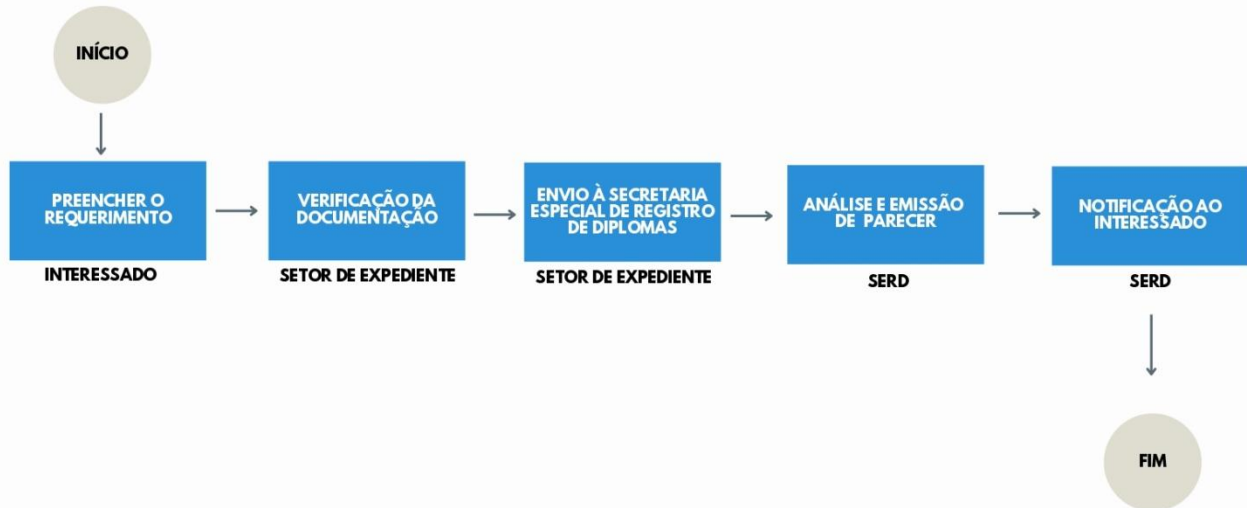 INÍCIO
PREENCHER O
REQUERIMENTO
INTERESSADO
VERIFICAÇÃO DA
DOCUMENTAÇÃO
SETOR DE EXPEDIENTE
ENVIO À SECRETARIA
ESPECIAL DE REGISTRO
DE DIPLOMAS
SETOR DE EXPEDIENTE
ANÁLISE E EMISSÃO
DE PARECER
SERD
NOTIFICAÇÃO AO
INTERESSADO
SERD
FIM